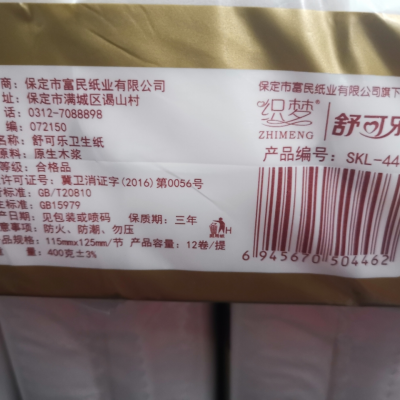 商：保定市富民纸业有限公司
址：保定市满城区谒山村
话：0312-7088898
编：072150
名：舒可乐卫生纸
原料：原生木浆
等级：合格品
许可证号：冀卫消证字(2016)第0056号
标准：GB/T20810
标准：GB15979
日期：见包装或喷码 保质期：三年
意事项：防火、防潮、勿压
品规格：115mm×125mm/节 产品容量：12卷/提
量：400克±3%
H
保定市富民纸业有限公司旗下
织梦®
ZHIMENG
舒可乐
产品编号：SKL-44
6 945670 504462